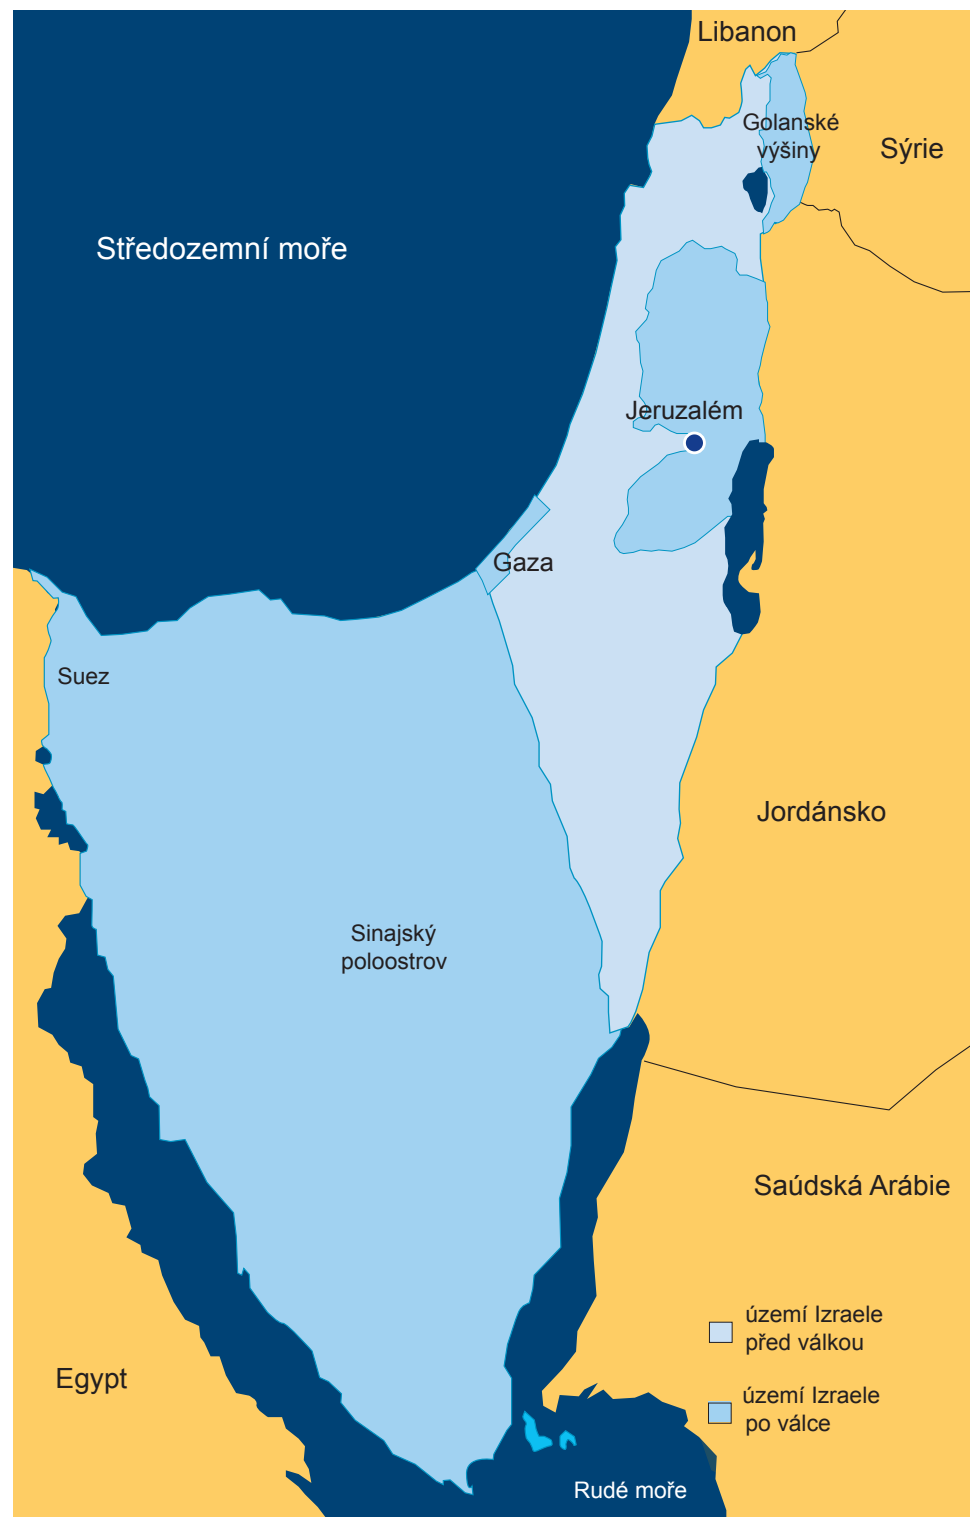 Libanon
Golanské
výšiny
Sýrie
Středozemní moře
Jeruzalém
Gaza
Suez
Jordánsko
Sinajský
poloostrov
Saúdská Arábie
území Izraele
před válkou
Egypt
území Izraele
po válce
Rudé moře